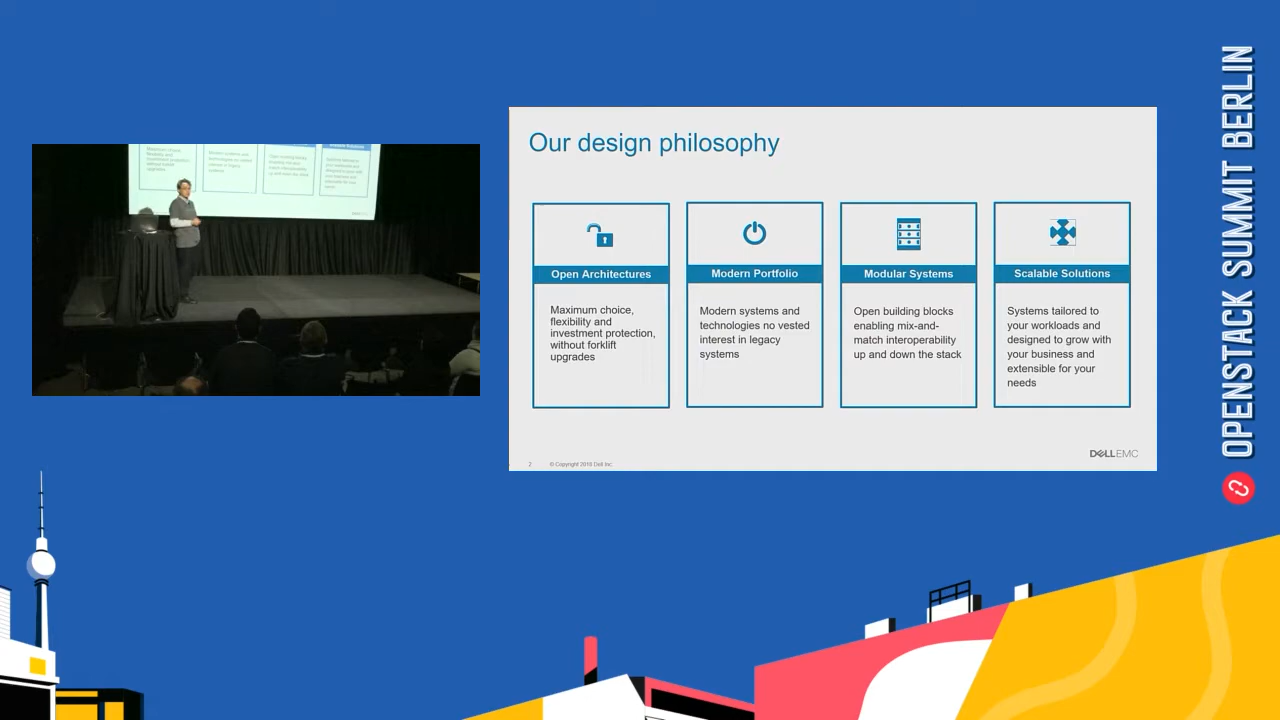 Our design philosophy
Open Architectures
Maximum choice,
flexibility and
investment protection,
without forklift
upgrades
Modern Portfolio
Modern systems and
technologies no vested
interest in legacy
systems
Modular Systems
Open building blocks
enabling mix-and-
match interoperability
up and down the stack
Scalable Solutions
Systems tailored to
your workloads and
designed to grow with
your business and
extensible for your
needs
2 © Copyright 2018 Dell Inc.
DELLEMC
OPENSTACK SUMMIT BERLIN